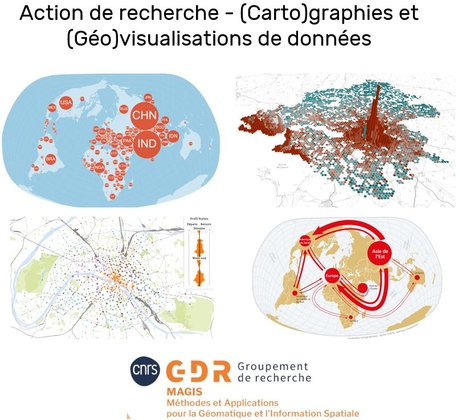 Action de recherche - (Carto)graphies et
(Géo)visualisations de données
USA
CHN
IND
IDN
BRA
Asie de
l'Est
Europe
cnrs
GDR
Groupement
de recherche
MAGIS
Méthodes et Applications
pour la Géomatique et l'Information Spatiale